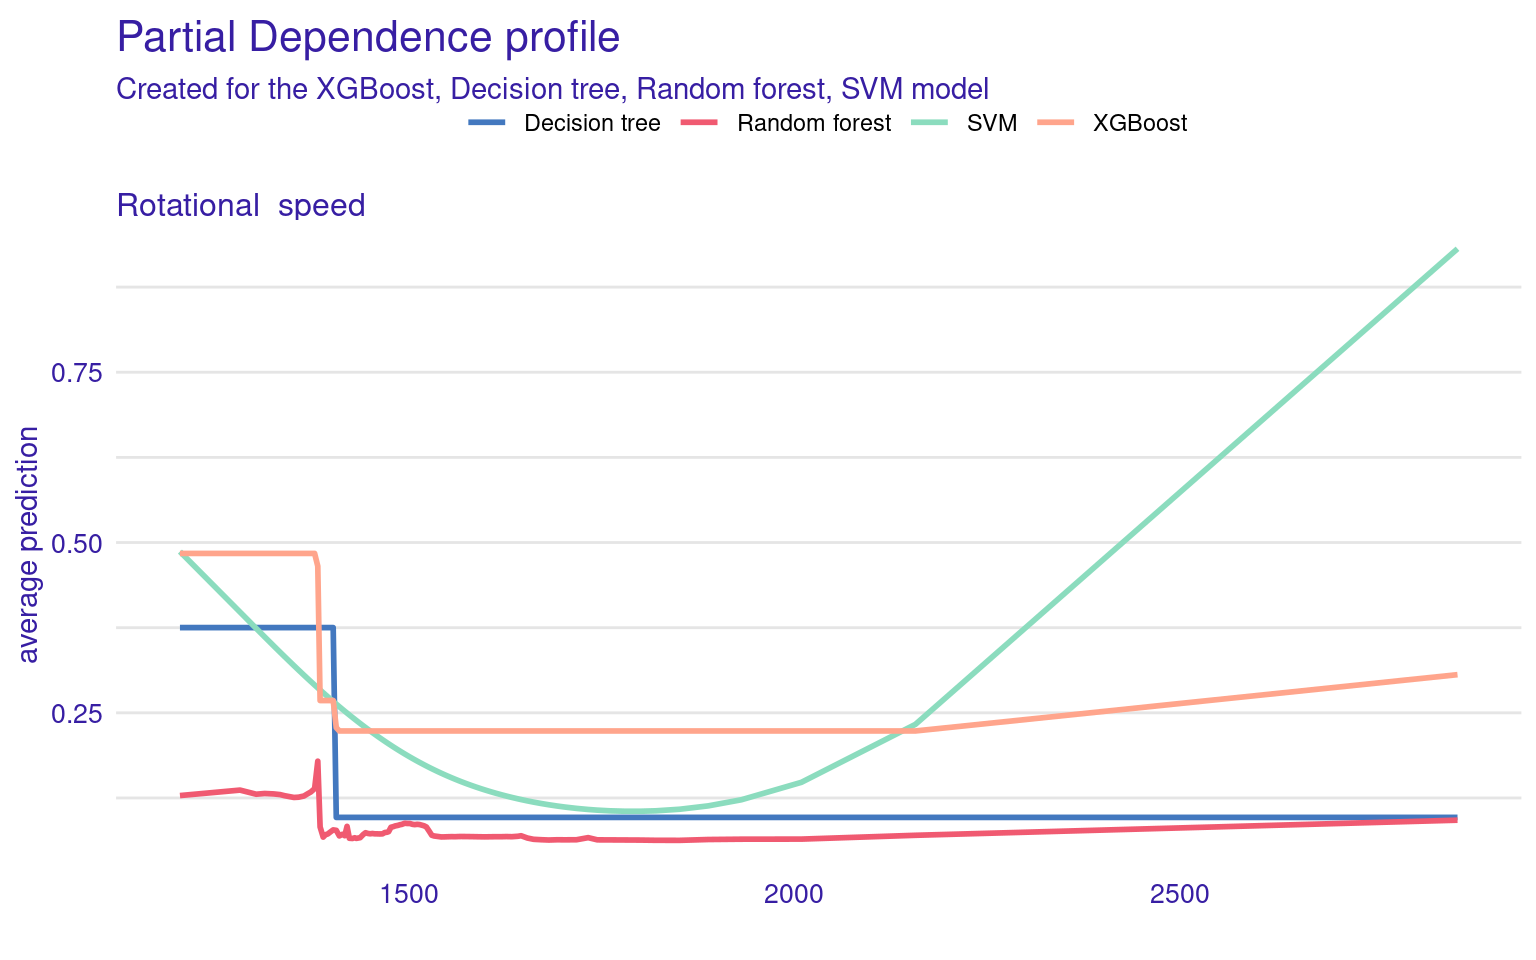 Partial Dependence profile
Created for the XGBoost, Decision tree, Random forest, SVM model
Decision tree Random forest SVM XGBoost
Rotational  speed
average prediction
0.75
0.50
0.25
1500 2000 2500